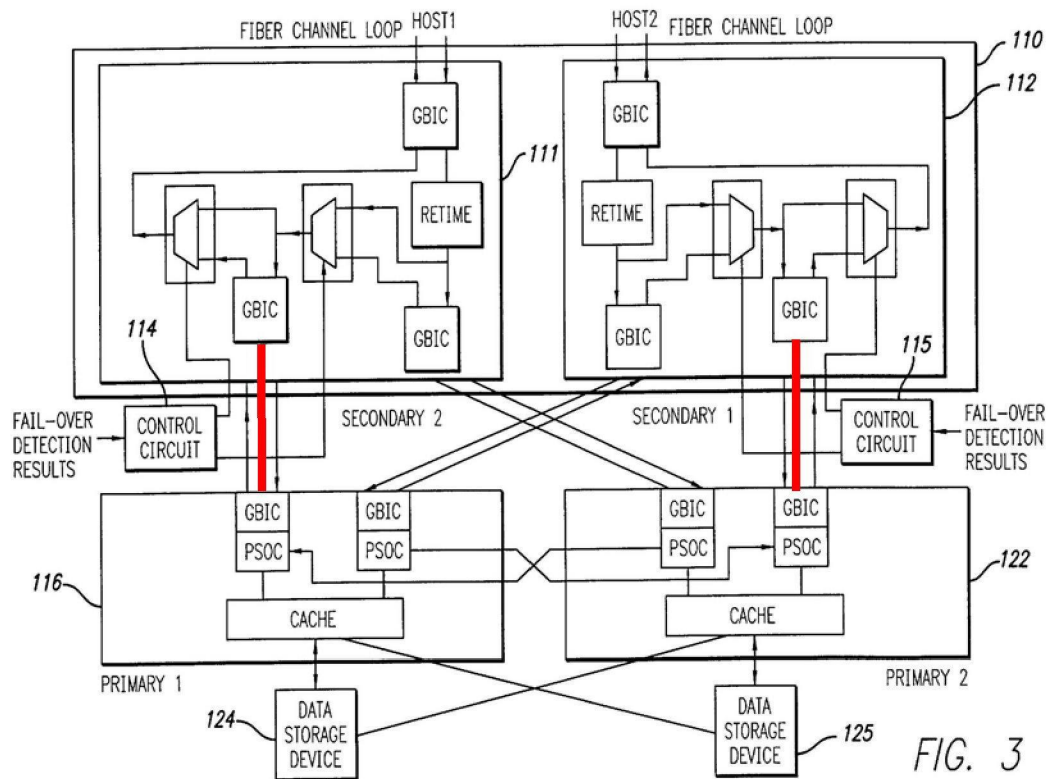 HOST1
HOST2
FIBER CHANNEL LOOP
FIBER CHANNEL LOOP
110
112
GBIC
GBIC
111
RETIME
RETIME
GBIC
GBIC
GBIC
GBIC
114
115
CONTROL
CIRCUIT
SECONDARY 2
SECONDARY 1
CONTROL
CIRCUIT
FAIL-OVER
DETECTION
RESULTS
FAIL-OVER
DETECTION
RESULTS
GBIC
GBIC
GBIC
GBIC
PSOC
PSOC
PSOC
PSOC
116
122
CACHE
CACHE
PRIMARY 1
PRIMARY 2
124
DATA
STORAGE
DEVICE
DATA
STORAGE
DEVICE
125
FIG. 3